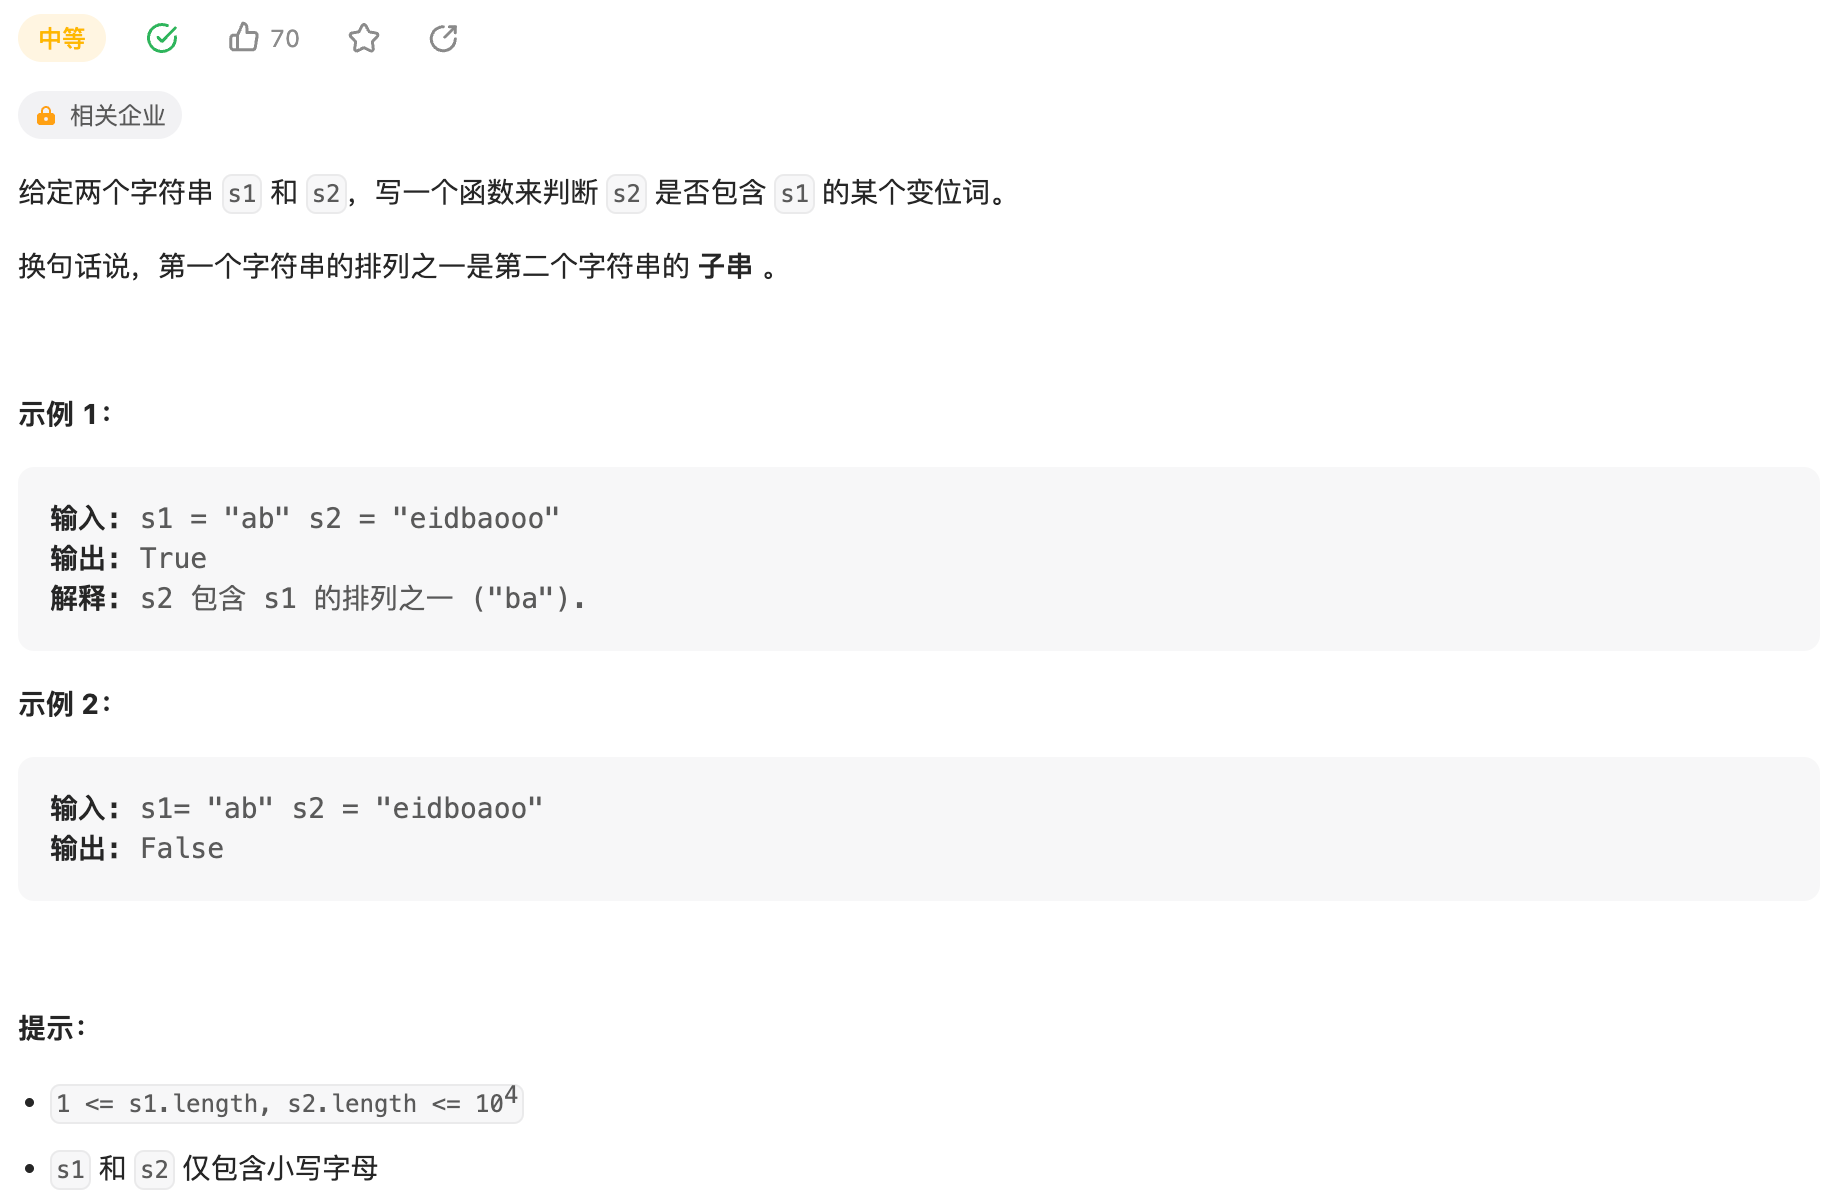 中等 70
相关企业
给定两个字符串 s1 和 s2，写一个函数来判断 s2 是否包含 s1 的某个变位词。
换句话说，第一个字符串的排列之一是第二个字符串的 子串 。
示例 1：
输入: s1 = "ab" s2 = "eidbaooo"
输出: True
解释: s2 包含 s1 的排列之一 ("ba").
示例 2：
输入: s1= "ab" s2 = "eidboaoo"
输出: False
提示：
• 1 <= s1.length, s2.length <= 10⁴
• s1 和 s2 仅包含小写字母